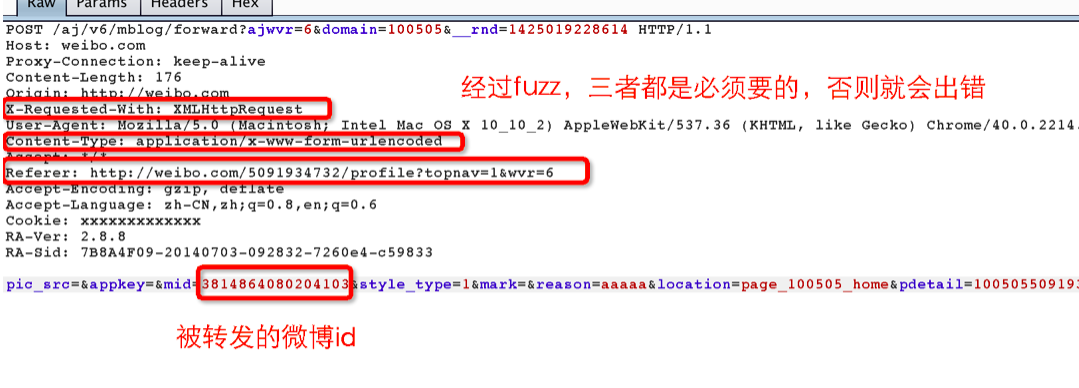 Raw Params Headers Hex
POST /aj/v6/mblog/forward?ajwvr=6&domain=100505&__rnd=1425019228614 HTTP/1.1
Host: weibo.com
Proxy-Connection: keep-alive
Content-Length: 176
Origin: http://weibo.com
经过fuzz，三者都是必须要的，否则就会出错
X-Requested-With: XMLHttpRequest
User-Agent: Mozilla/5.0 (Macintosh; Intel Mac OS X 10_10_2) AppleWebKit/537.36 (KHTML, like Gecko) Chrome/40.0.2214.
Content-Type: application/x-www-form-urlencoded
Accept: */*
Referer: http://weibo.com/5091934732/profile?topnav=1&wvr=6
Accept-Encoding: gzip, deflate
Accept-Language: zh-CN,zh;q=0.8,en;q=0.6
Cookie: xxxxxxxxxxxxx
RA-Ver: 2.8.8
RA-Sid: 7B8A4F09-20140703-092832-7260e4-c59833
pic_src=&appkey=&mid=3814864080204103&style_type=1&mark=&reason=aaaaa&location=page_100505_home&pdetail=100505509193
被转发的微博id